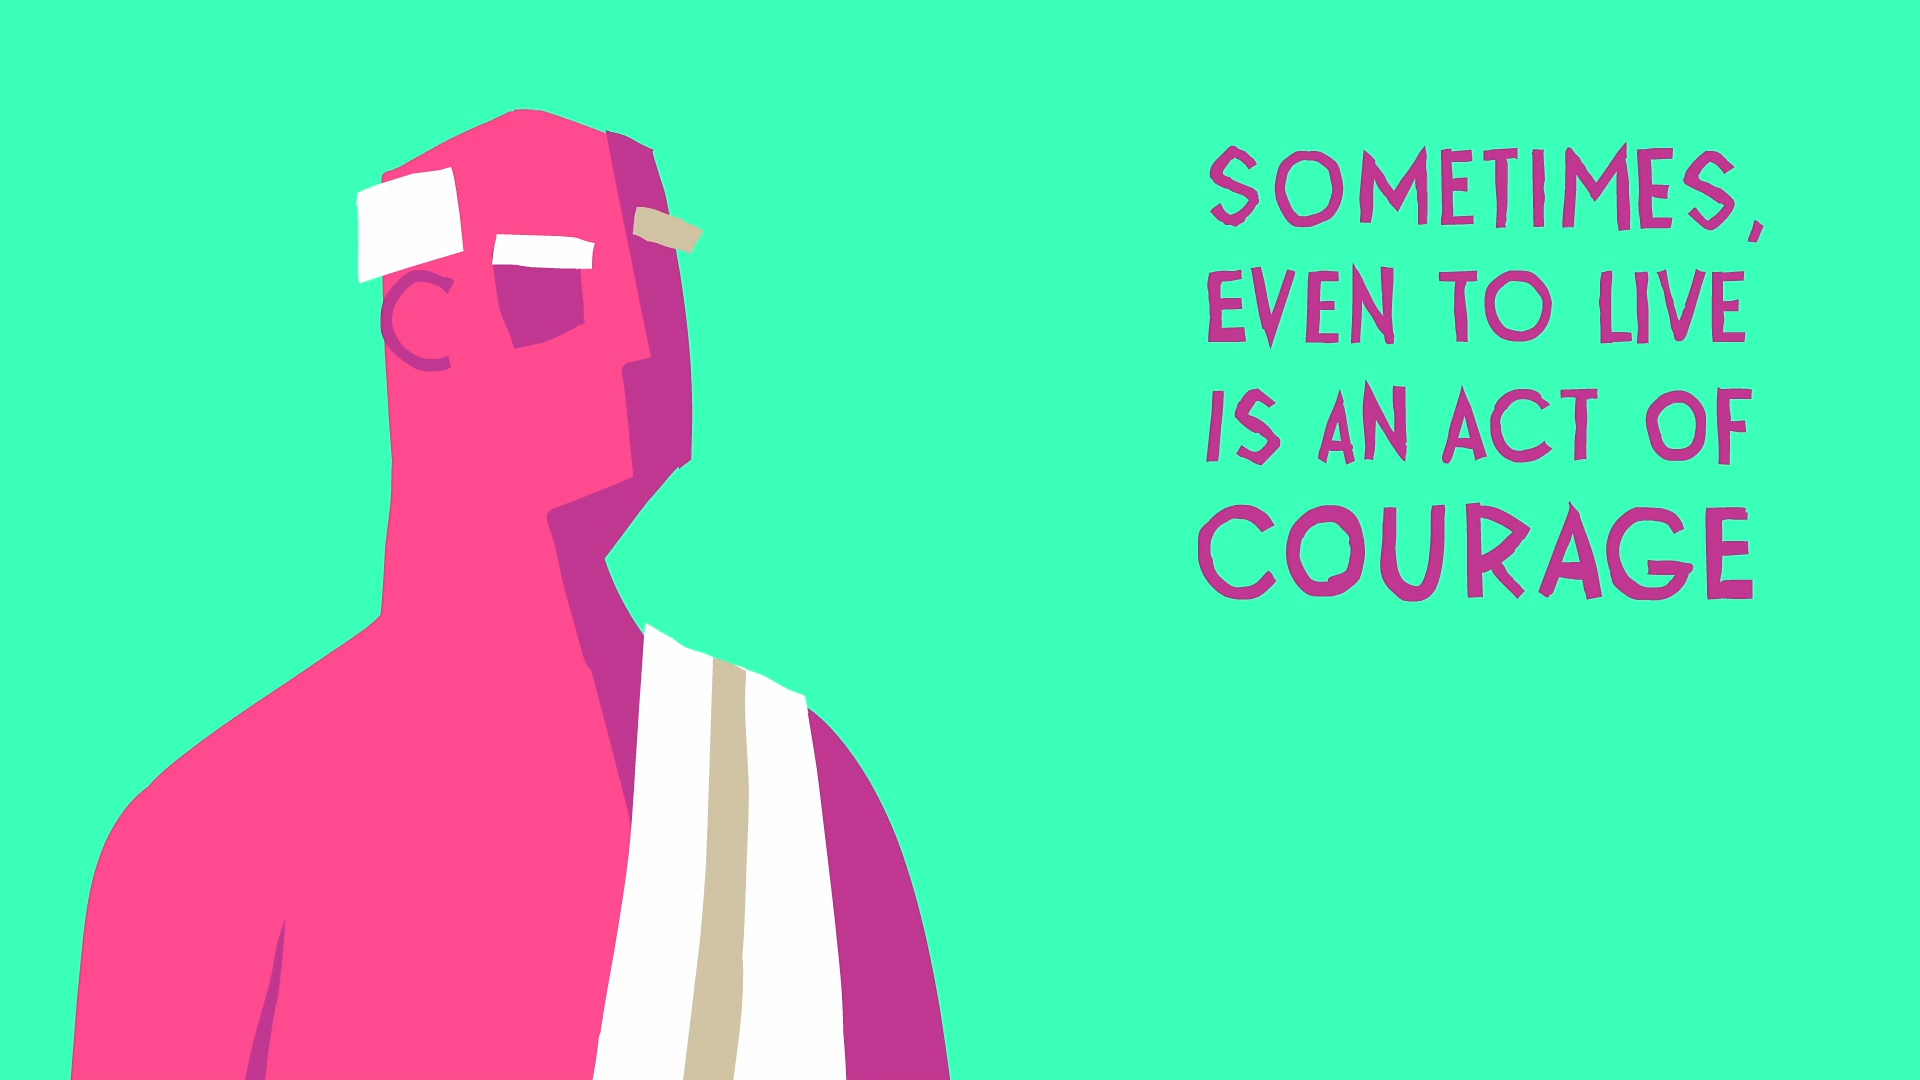 SOMETIMES,
EVEN TO LIVE
IS AN ACT OF
COURAGE